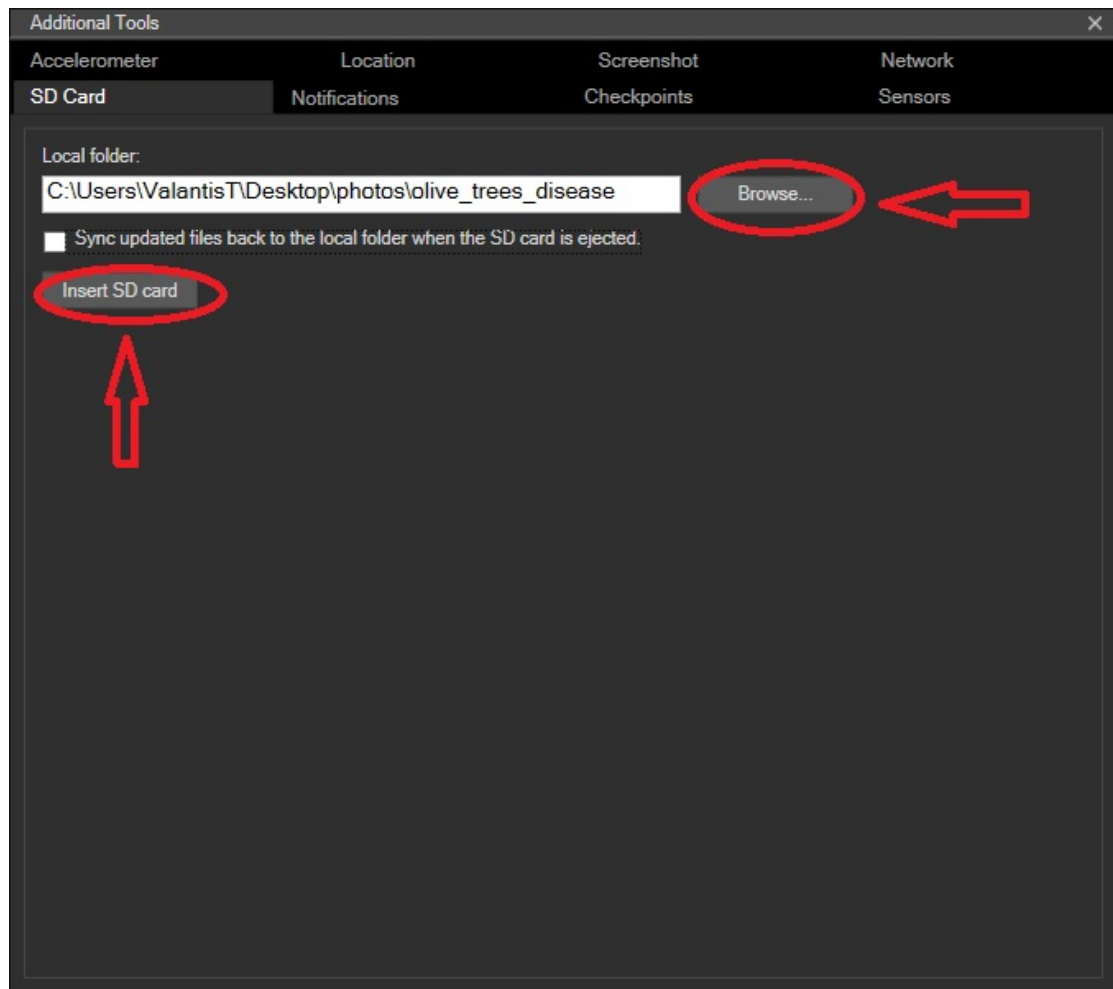 Additional Tools
Accelerometer Location Screenshot Network
SD Card Notifications Checkpoints Sensors
Local folder:
C:\Users\ValantisT\Desktop\photos\olive_trees_disease Browse...
Sync updated files back to the local folder when the SD card is ejected.
Insert SD card